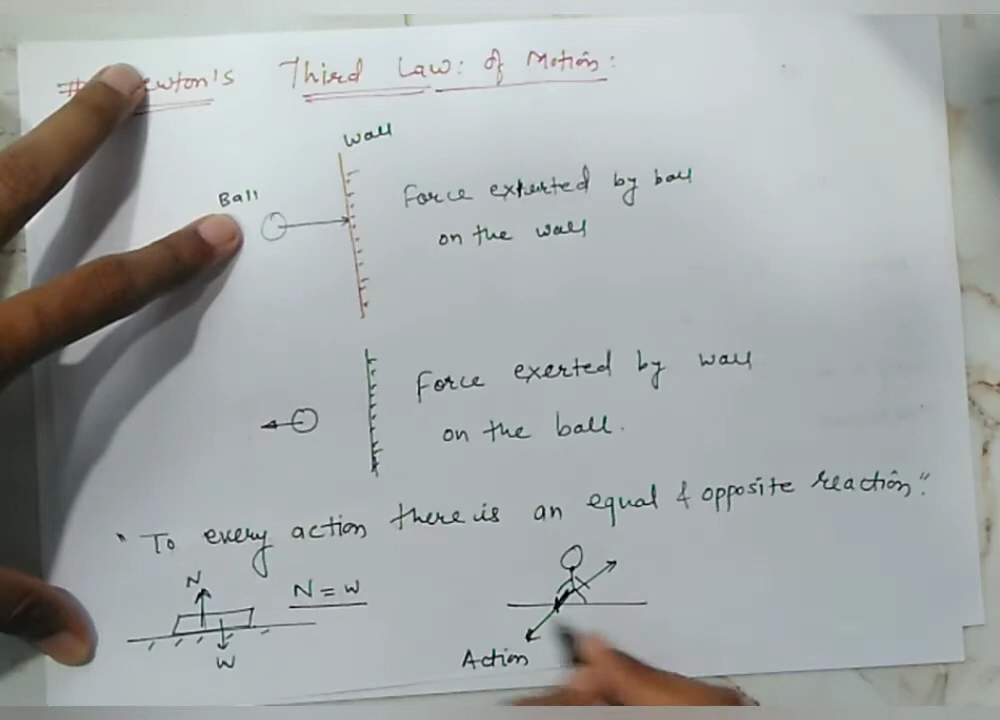 Third Law: of Motion:
Wall
Ball
Force exerted by ball
on the wall
Force exerted by wall
on the ball.
"To every action there is an equal & opposite reaction"
N
N = W
W
Action